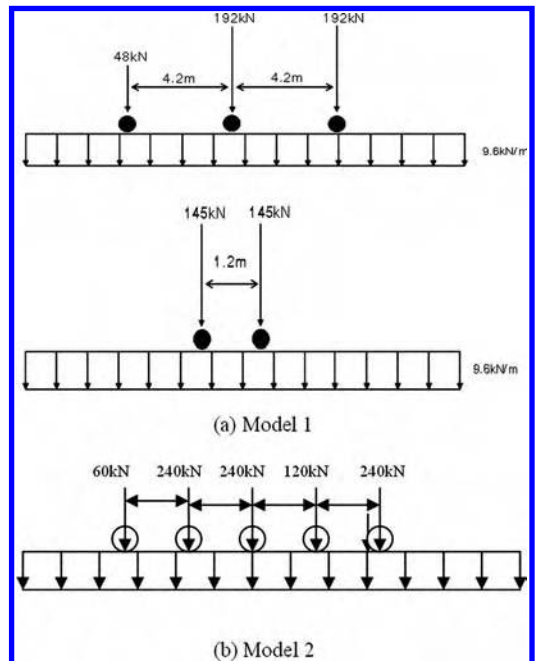 192kN 192kN
48kN
4.2m 4.2m
9.6kN/m
145kN 145kN
1.2m
9.6kN/m
(a) Model 1
60kN 240kN 240kN 120kN 240kN
(b) Model 2